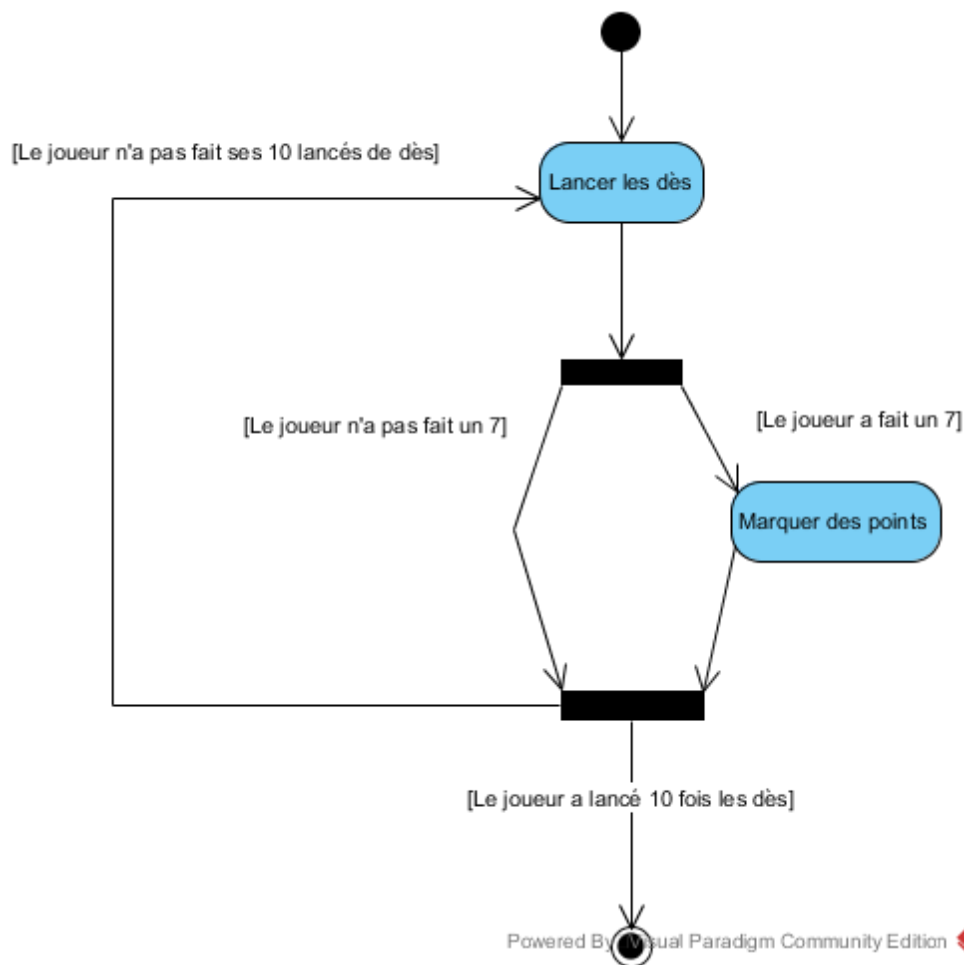 [Le joueur n'a pas fait ses 10 lancés de dès]
Lancer les dès
[Le joueur n'a pas fait un 7]
[Le joueur a fait un 7]
Marquer des points
[Le joueur a lancé 10 fois les dès]
Powered By Visual Paradigm Community Edition